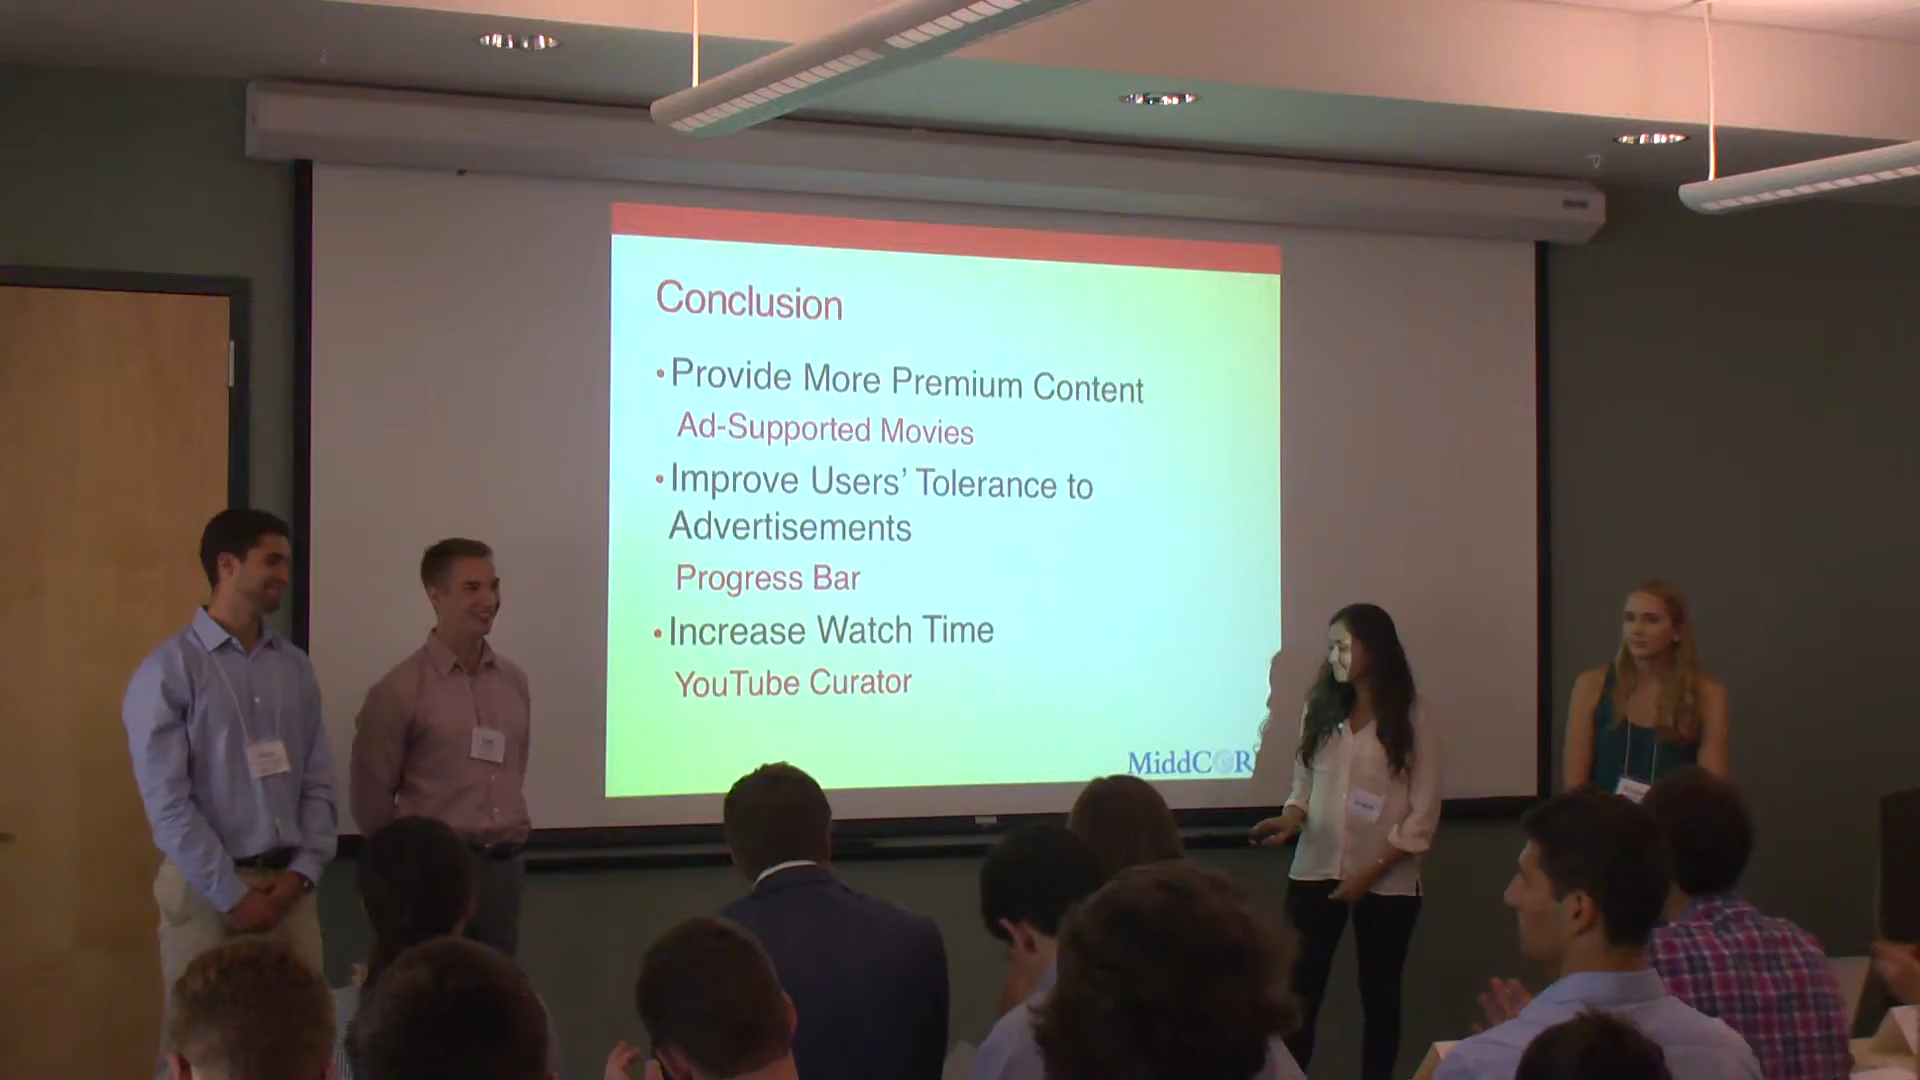 Conclusion
•Provide More Premium Content
Ad-Supported Movies
•Improve Users’ Tolerance to
Advertisements
Progress Bar
•Increase Watch Time
YouTube Curator
MiddCOR